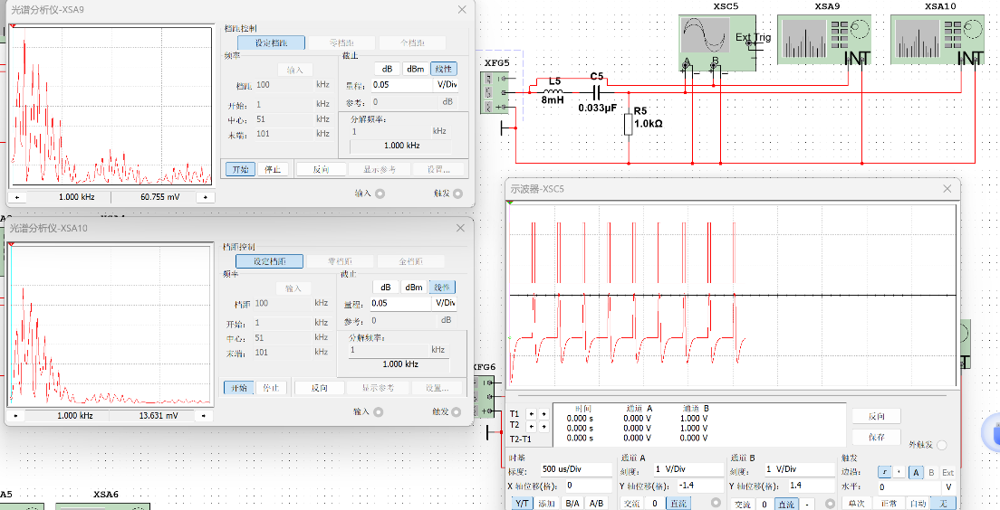 光谱分析仪-XSA9
档距控制
设定档距 零档距 个档距
频率
输入
档距 100 kHz
开始: 1 kHz
中心: 51 kHz
末端: 101 kHz
截止
dB dBm 线性
量程: 0.05 V/Div
参考: 0 dB
分解频率:
1 kHz
1.000 kHz
开始 停止 反向 显示参考 设置...
1.000 kHz 60.755 mV
输入 触发
XFG5
L5
8mH
C5
0.033µF
R5
1.0kΩ
XSC5
Ext Trig
A B
XSA9
INT
XSA10
INT
光谱分析仪-XSA10
档距控制
设定档距 零档距 全档距
频率
输入
档距 100 kHz
开始: 1 kHz
中心: 51 kHz
末端: 101 kHz
截止
dB dBm 线性
量程: 0.05 V/Div
参考: 0 dB
分解频率:
1 kHz
1.000 kHz
开始 停止 反向 显示参考 设置...
1.000 kHz 13.631 mV
输入 触发
XFG6
A5
XSA6
示波器-XSC5
时间 通道 A 通道 B
T1 0.000 s 0.000 V 1.000 V
T2 0.000 s 0.000 V 1.000 V
T2-T1 0.000 s 0.000 V 0.000 V
反向
保存
外触发
时基
标度: 500 us/Div
X 轴位移(格): 0
Y/T 添加 B/A A/B
通道 A
刻度: 1 V/Div
Y 轴位移(格): -1.4
交流 0 直流
通道 B
刻度: 1 V/Div
Y 轴位移(格): 1.4
交流 0 直流 -
触发
边沿: A B Ext
水平: 0 V
单次 正常 自动 无